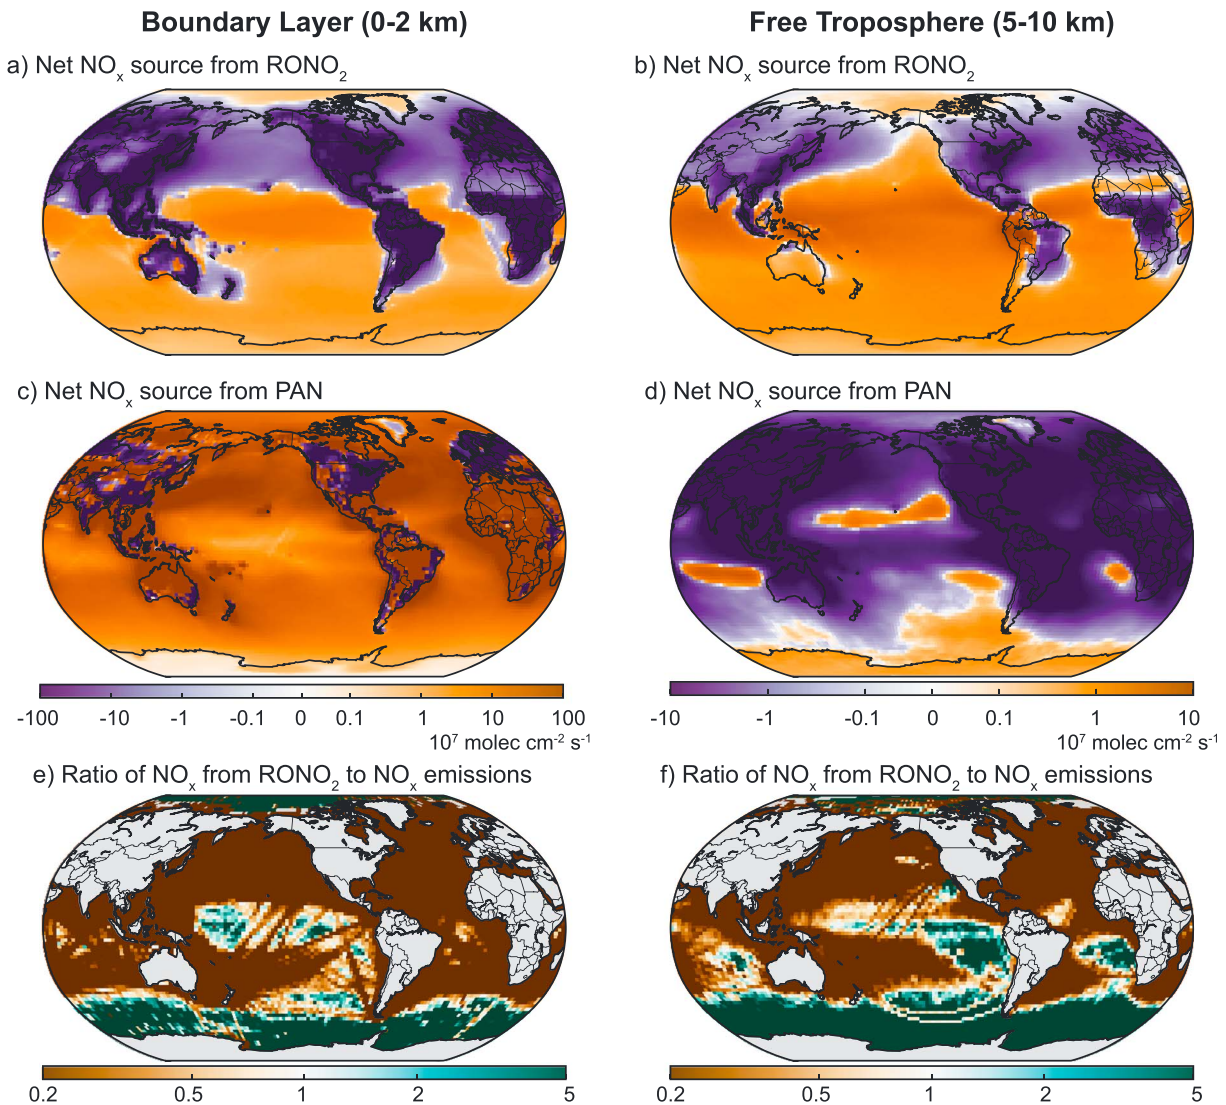 Boundary Layer (0-2 km)
Free Troposphere (5-10 km)
a) Net NOx source from RONO2
b) Net NOx source from RONO2
c) Net NOx source from PAN
d) Net NOx source from PAN
-100 -10 -1 -0.1 0 0.1 1 10 100
10⁷ molec cm⁻² s⁻¹
-10 -1 -0.1 0 0.1 1 10
10⁷ molec cm⁻² s⁻¹
e) Ratio of NOx from RONO2 to NOx emissions
f) Ratio of NOx from RONO2 to NOx emissions
0.2 0.5 1 2 5
0.2 0.5 1 2 5